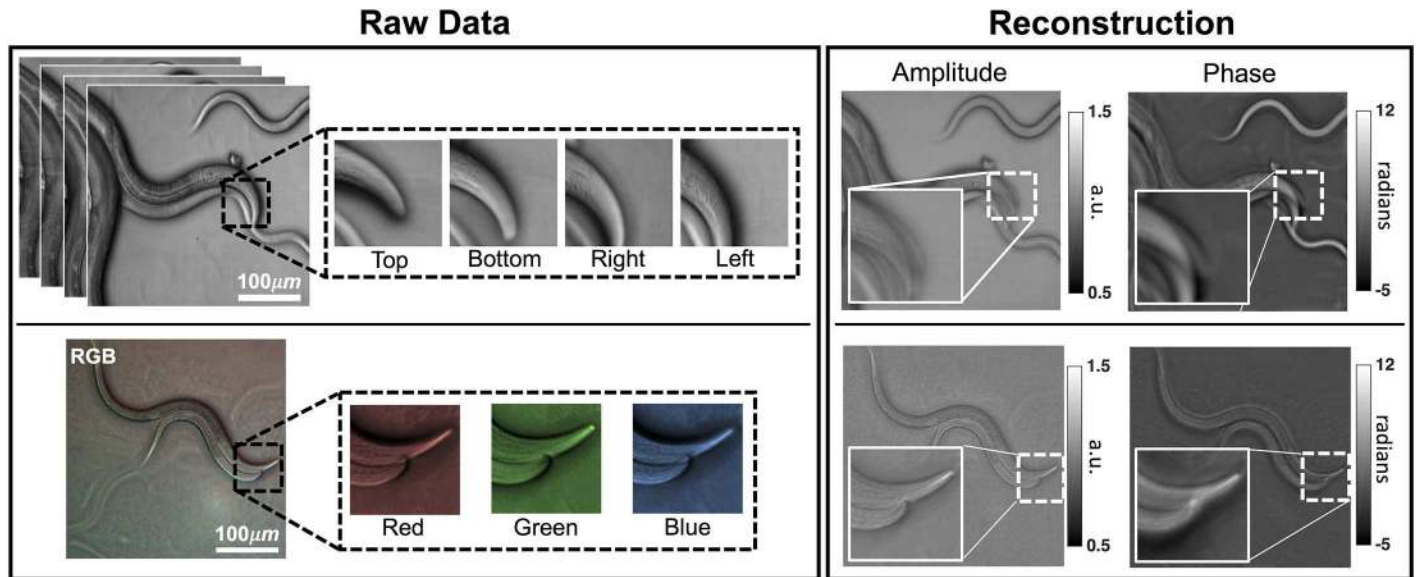 Raw Data
Reconstruction
Amplitude
Phase
1.5
a.u.
0.5
12
radians
-5
Top
Bottom
Right
Left
100μm
RGB
Red
Green
Blue
100μm
1.5
a.u.
0.5
12
radians
-5